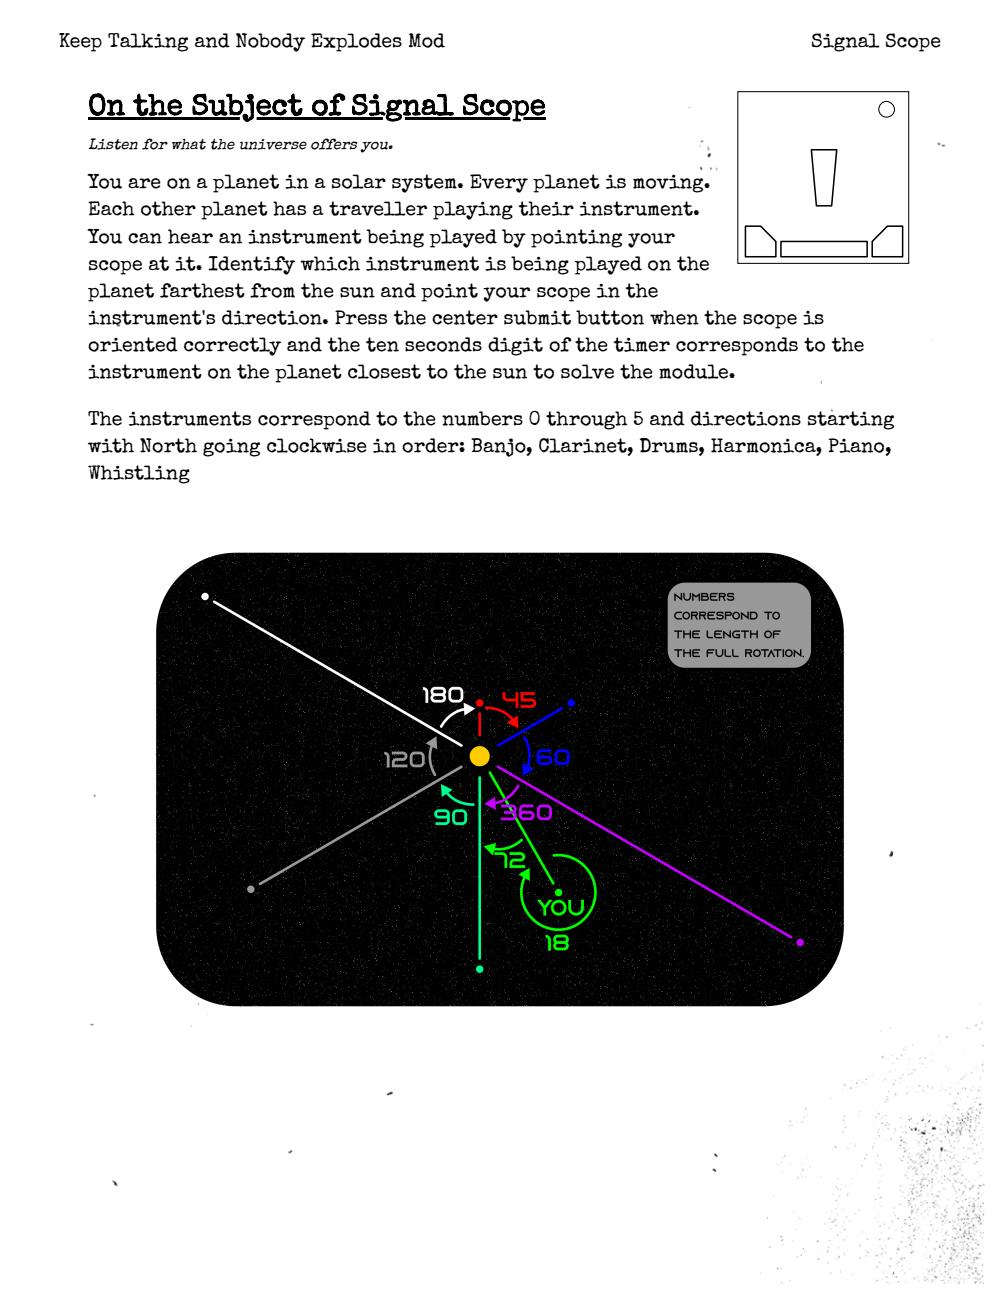 Keep Talking and Nobody Explodes Mod
Signal Scope
On the Subject of Signal Scope
Listen for what the universe offers you.
You are on a planet in a solar system. Every planet is moving.
Each other planet has a traveller playing their instrument.
You can hear an instrument being played by pointing your
scope at it. Identify which instrument is being played on the
planet farthest from the sun and point your scope in the
instrument's direction. Press the center submit button when the scope is
oriented correctly and the ten seconds digit of the timer corresponds to the
instrument on the planet closest to the sun to solve the module.
The instruments correspond to the numbers 0 through 5 and directions starting
with North going clockwise in order: Banjo, Clarinet, Drums, Harmonica, Piano,
Whistling
NUMBERS
CORRESPOND TO
THE LENGTH OF
THE FULL ROTATION.
180
45
120
60
90
360
72
YOU
18